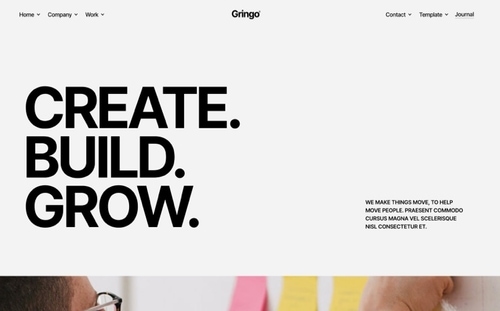 Home Company Work Gringo Contact Template Journal
CREATE.
BUILD.
GROW.
WE MAKE THINGS MOVE, TO HELP
MOVE PEOPLE. PRAESENT COMMODO
CURSUS MAGNA VEL SCELERISQUE
NISL CONSECTETUR ET.